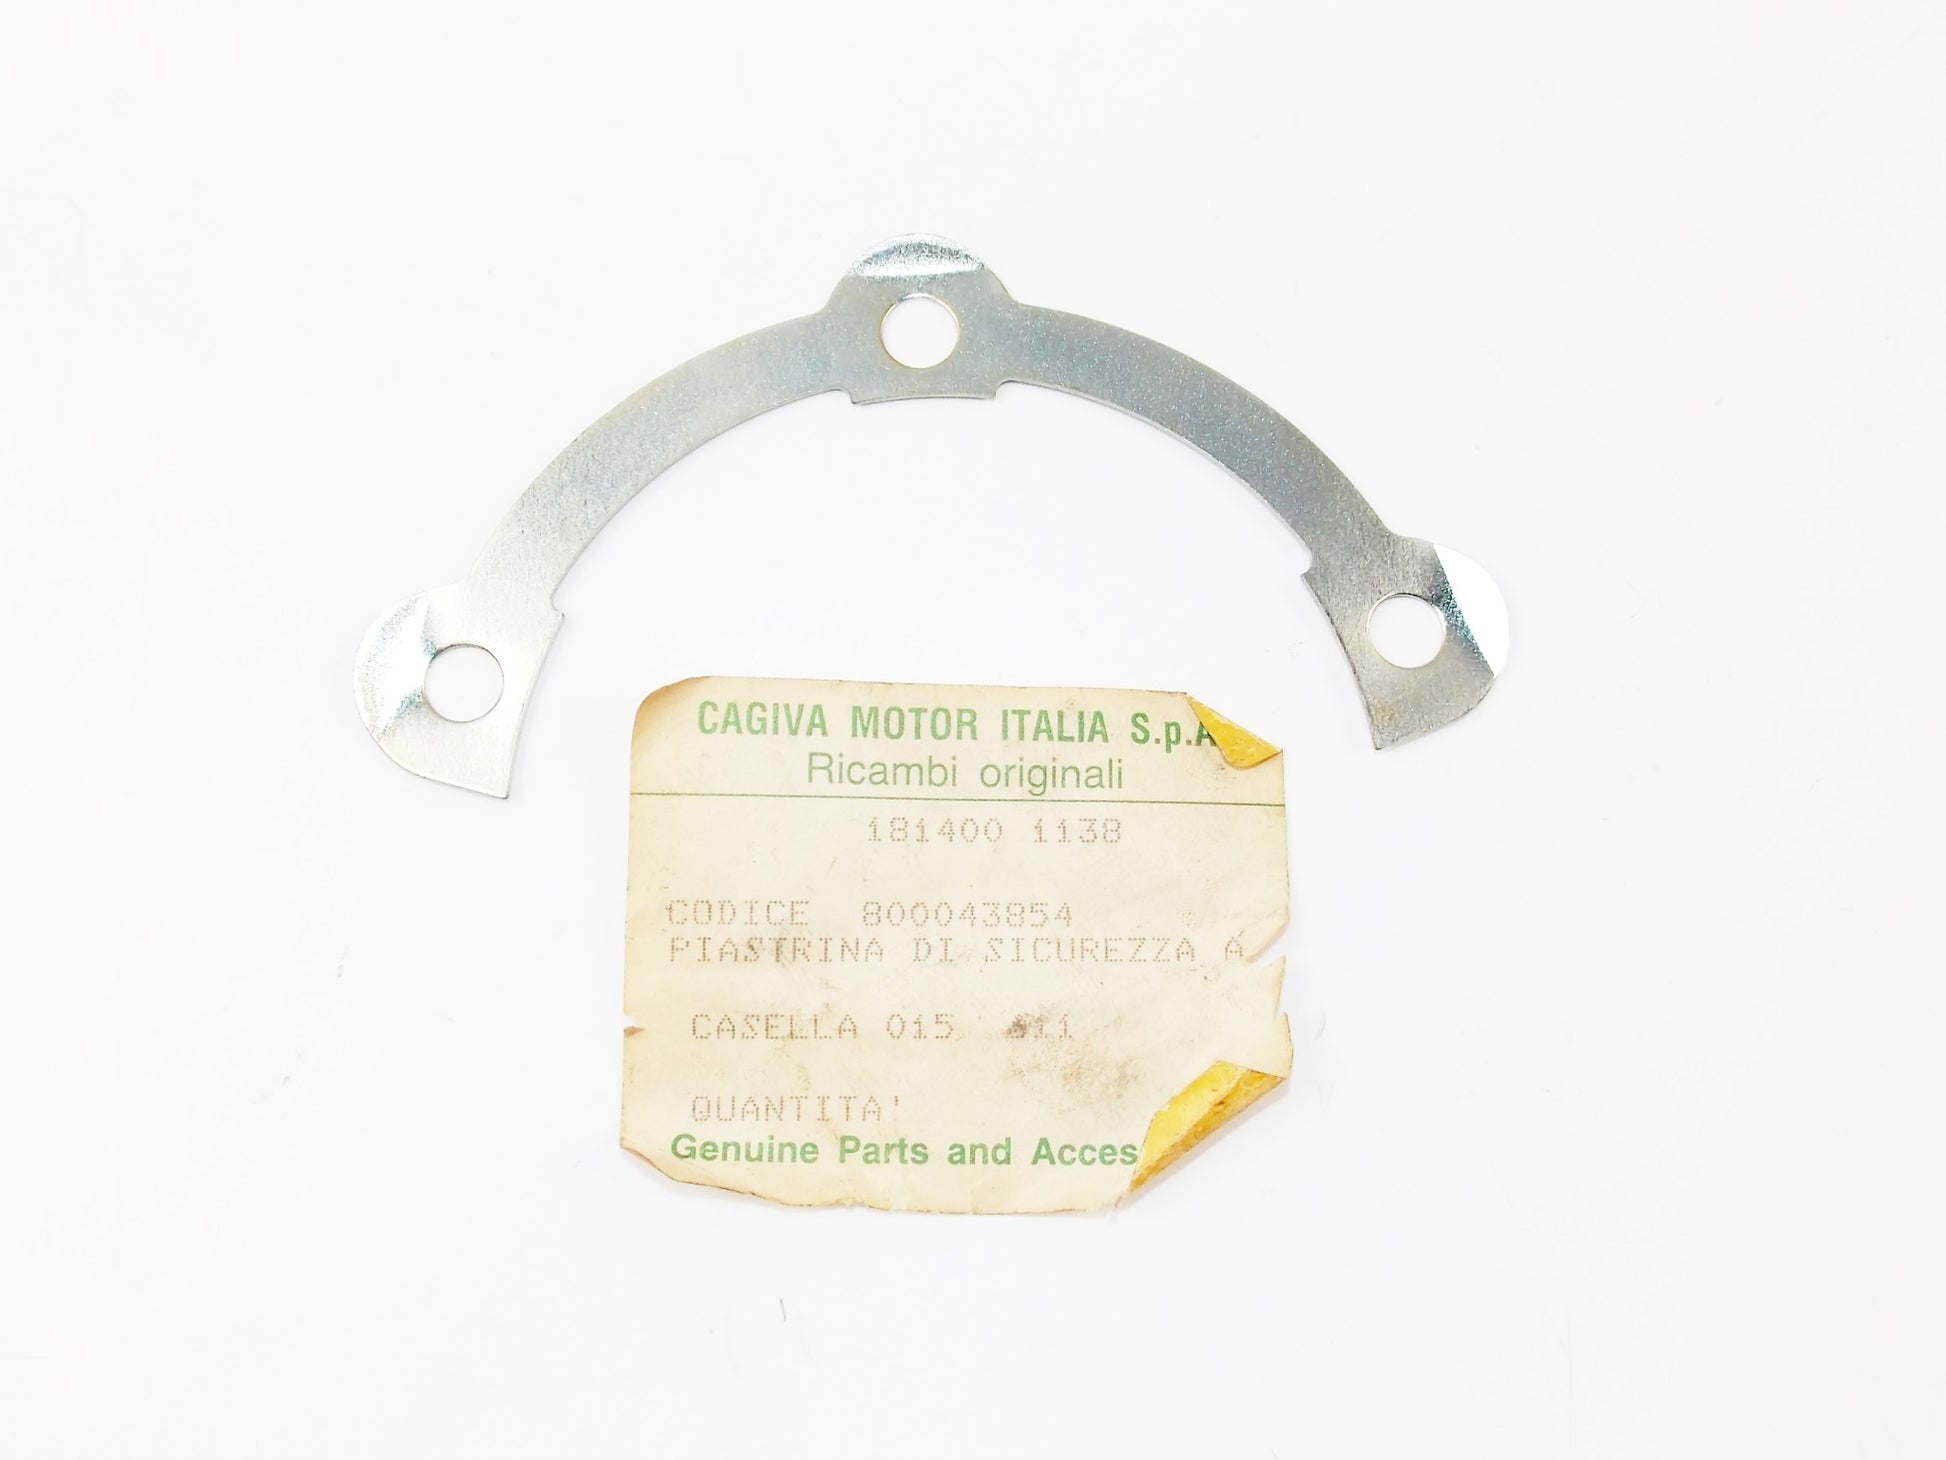 CAGIVA MOTOR ITALIA S.p.A
Ricambi originali
181400 1138
CODICE 800043854
PIASTRINA DI SICUREZZA A
CASELLA 015
QUANTITA'
Genuine Parts and Acces